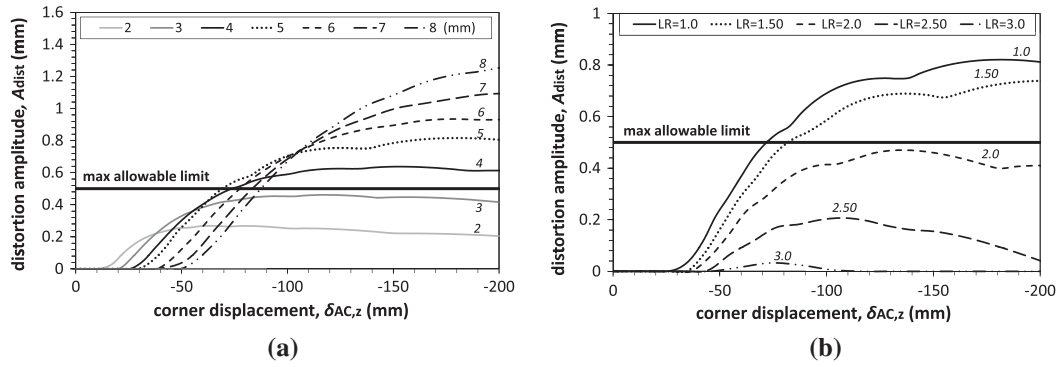 2 3 4 5 6 7 8 (mm)
distortion amplitude, Adist (mm)
1.6
1.4
1.2
1
0.8
0.6
0.4
0.2
0
max allowable limit
8
7
6
5
4
3
2
0 -50 -100 -150 -200
corner displacement, δAC,z (mm)
(a)
LR=1.0 LR=1.50 LR=2.0 LR=2.50 LR=3.0
distortion amplitude, Adist (mm)
1
0.8
0.6
0.4
0.2
0
max allowable limit
1.0
1.50
2.0
2.50
3.0
0 -50 -100 -150 -200
corner displacement, δAC,z (mm)
(b)